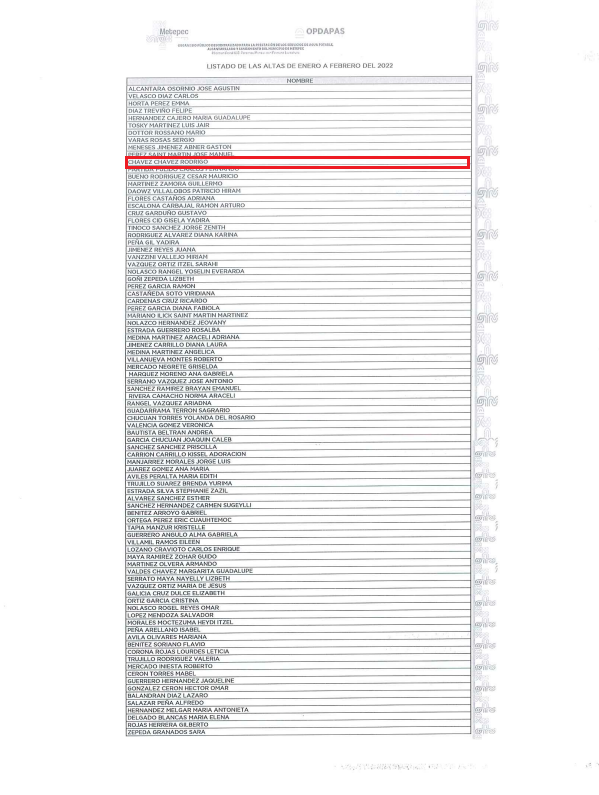 Metepec
OPDAPAS
LISTADO DE LAS ALTAS DE ENERO A FEBRERO DEL 2022
NOMBRE
ALCANTARA OSORNIO JOSE AGUSTIN
VELASCO DIAZ CARLOS
HORTA PEREZ EMMA
DIAZ TREVIÑO FELIPE
HERNANDEZ CAJERO MARIA GUADALUPE
TOSKY MARTINEZ LUIS JAIR
DOTTOR ROSSANO MARIO
VARAS ROSAS SERGIO
MENESES JIMENEZ ABNER GASTON
PEREZ SAINT MARTIN JOSE MANUEL
CHAVEZ CHAVEZ RODRIGO
BUENO RODRIGUEZ CESAR MAURICIO
MARTINEZ ZAMORA GUILLERMO
DAOWZ VILLALOBOS PATRICIO HIRAM
FLORES CASTAÑOS ADRIANA
ESCALONA CARBAJAL RAMON ARTURO
CRUZ GARDUÑO GUSTAVO
FLORES CID GISELA YADIRA
TINOCO SANCHEZ JORGE ZENITH
RODRIGUEZ ALVAREZ DIANA KARINA
PEÑA GIL YADIRA
JIMENEZ REYES JUANA
VANZZINI VALLEJO MIRIAM
VAZQUEZ ORTIZ ITZEL SARAHI
NOLASCO RANGEL YOSELIN EVERARDA
GOÑI ZEPEDA LIZBETH
PEREZ GARCIA RAMON
CASTAÑEDA SOTO VIRIDIANA
CARDENAS CRUZ RICARDO
PEREZ GARCIA DIANA FABIOLA
MARIANO ILICK SAINT MARTIN MARTINEZ
NOLAZCO HERNANDEZ JEOVANY
ESTRADA GUERRERO ROSALBA
MEDINA MARTINEZ ARACELI ADRIANA
JIMENEZ CARRILLO DIANA LAURA
MEDINA MARTINEZ ANGELICA
VILLANUEVA MONTES ROBERTO
MERCADO NEGRETE GRISELDA
MARQUEZ MORENO ANA GABRIELA
SERRANO VAZQUEZ JOSE ANTONIO
SANCHEZ RAMIREZ BRAYAN EMANUEL
RIVERA CAMACHO NORMA ARACELI
RANGEL VAZQUEZ ARIADNA
GUADARRAMA TERRON SAGRARIO
CHUCUAN TORRES YOLANDA DEL ROSARIO
VALENCIA GOMEZ VERONICA
BAUTISTA BELTRAN ANDREA
GARCIA CHUCUAN JOAQUIN CALEB
SANCHEZ SANCHEZ PRISCILLA
CARRION CARRILLO KISSEL ADORACION
MANJARREZ MORALES JORGE LUIS
JUAREZ GOMEZ ANA MARIA
AVILES PERALTA MARIA EDITH
TRUJILLO SUAREZ BRENDA YURIMA
ESTRADA SILVA STEPHANIE ZAZIL
ALVAREZ SANCHEZ ESTHER
SANCHEZ HERNANDEZ CARMEN SUGEYLLI
BENITEZ ARROYO GABRIEL
ORTEGA PEREZ ERIC CUAUHTEMOC
TAPIA MANZUR KRISTELLE
GUERRERO ANGULO ALMA GABRIELA
VILLAMIL RAMOS EILEEN
LOZANO CRAVIOTO CARLOS ENRIQUE
MAYA RAMIREZ ZOHAR GUIDO
MARTINEZ OLVERA ARMANDO
VALDES CHAVEZ MARGARITA GUADALUPE
SERRATO MAYA NAYELLY LIZBETH
VAZQUEZ ORTIZ MARIA DE JESUS
GALICIA CRUZ DULCE ELIZABETH
ORTIZ GARCIA CRISTINA
NOLASCO ROGEL REYES OMAR
LOPEZ MENDOZA SALVADOR
MORALES MOCTEZUMA HEYDI ITZEL
PEÑA ARELLANO ISABEL
AVILA OLIVARES MARIANA
BENITEZ SORIANO FLAVIO
CORONA ROJAS LOURDES LETICIA
TRUJILLO RODRIGUEZ VALERIA
MERCADO INIESTA ROBERTO
CERON TORRES MABEL
GUERRERO HERNANDEZ JAQUELINE
GONZALEZ CERON HECTOR OMAR
BALANDRAN DIAZ LAZARO
SALAZAR PEÑA ALFREDO
HERNANDEZ MELGAR MARIA ANTONIETA
DELGADO BLANCAS MARIA ELENA
ROJAS HERRERA GILBERTO
ZEPEDA GRANADOS SARA